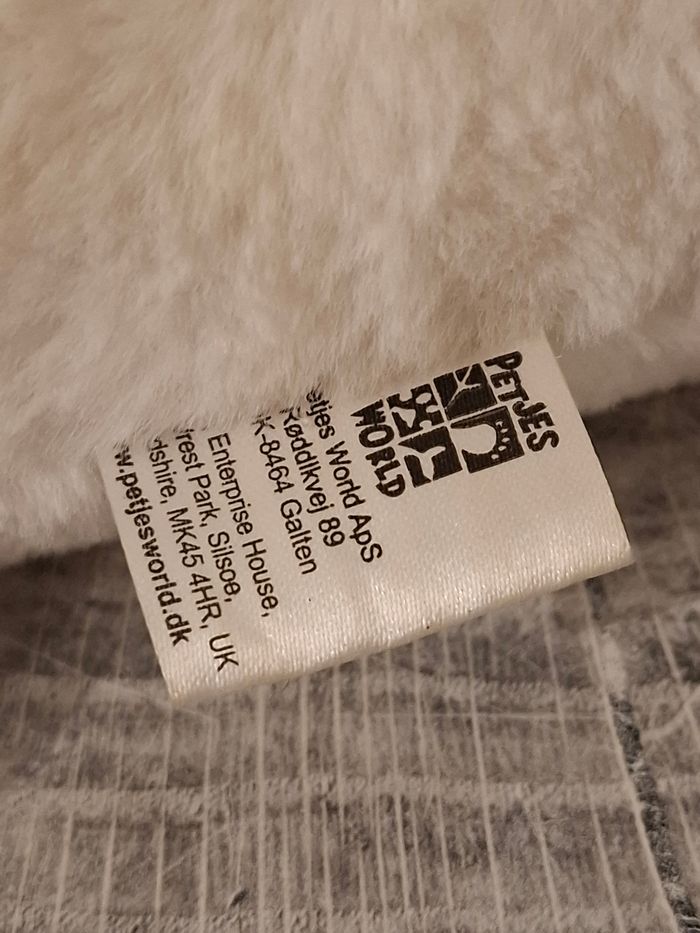 PETJES
WORLD
etjes World ApS
Røddikvej 89
K-8464 Galten
Enterprise House,
rest Park, Silsoe,
dshire, MK45 4HR, UK
w.petjesworld.dk